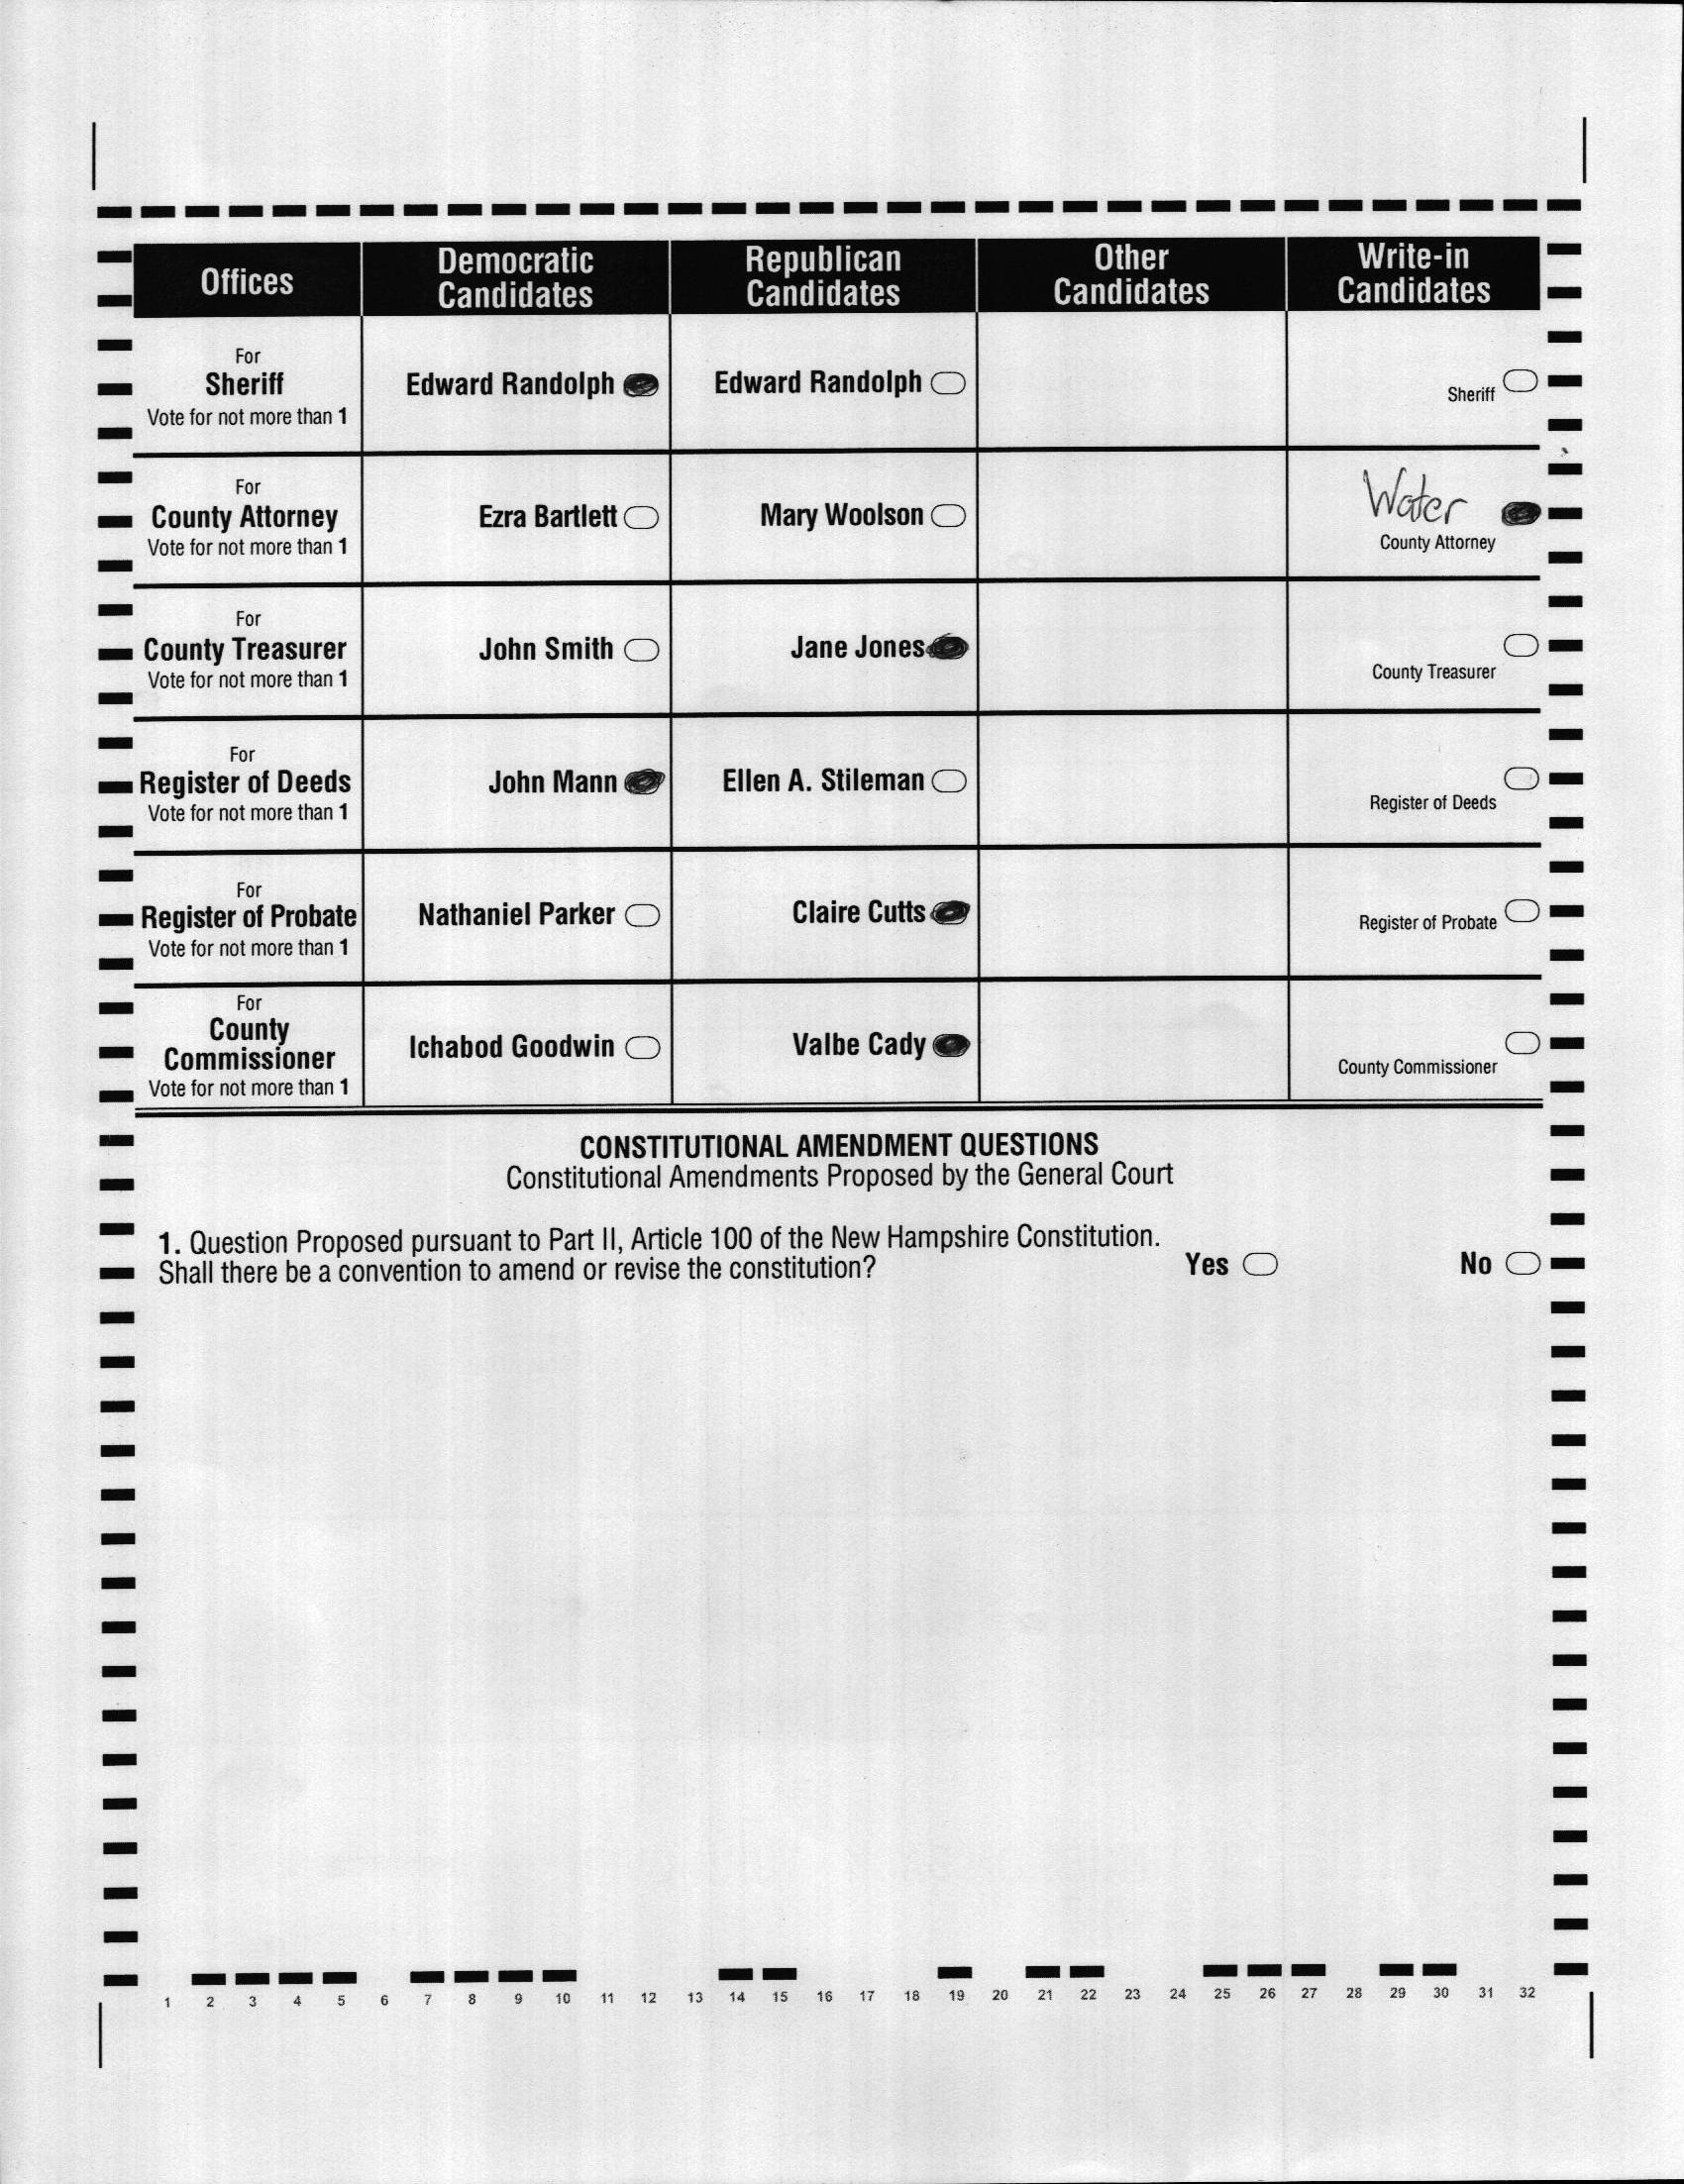 Offices Democratic Candidates Republican Candidates Other Candidates Write-in Candidates
For
Sheriff
Vote for not more than 1
Edward Randolph
Edward Randolph
Sheriff
For
County Attorney
Vote for not more than 1
Ezra Bartlett
Mary Woolson
Water
County Attorney
For
County Treasurer
Vote for not more than 1
John Smith
Jane Jones
County Treasurer
For
Register of Deeds
Vote for not more than 1
John Mann
Ellen A. Stileman
Register of Deeds
For
Register of Probate
Vote for not more than 1
Nathaniel Parker
Claire Cutts
Register of Probate
For
County
Commissioner
Vote for not more than 1
Ichabod Goodwin
Valbe Cady
County Commissioner
CONSTITUTIONAL AMENDMENT QUESTIONS
Constitutional Amendments Proposed by the General Court
1. Question Proposed pursuant to Part II, Article 100 of the New Hampshire Constitution.
Shall there be a convention to amend or revise the constitution? Yes No
1 2 3 4 5 6 7 8 9 10 11 12 13 14 15 16 17 18 19 20 21 22 23 24 25 26 27 28 29 30 31 32